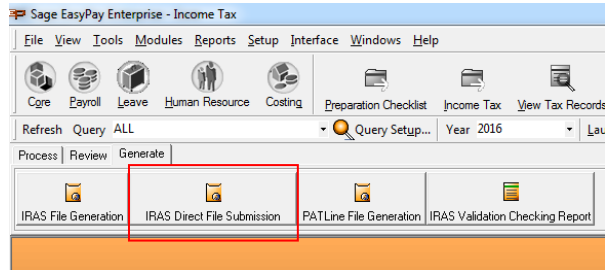 Sage EasyPay Enterprise - Income Tax
File View Tools Modules Reports Setup Interface Windows Help
Core Payroll Leave Human Resource Costing Preparation Checklist Income Tax View Tax Records
Refresh Query ALL Query Setup... Year 2016
Process Review Generate
IRAS File Generation IRAS Direct File Submission PATLine File Generation IRAS Validation Checking Report